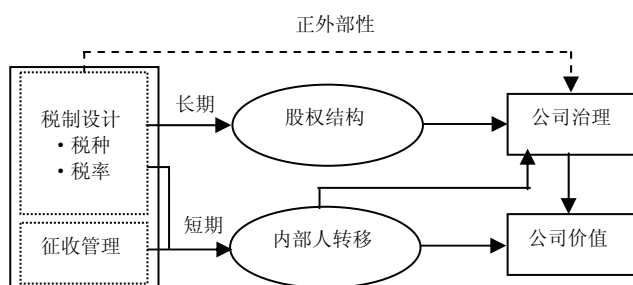 正外部性
税制设计
·税种
·税率
长期
股权结构
公司治理
征收管理
短期
内部人转移
公司价值